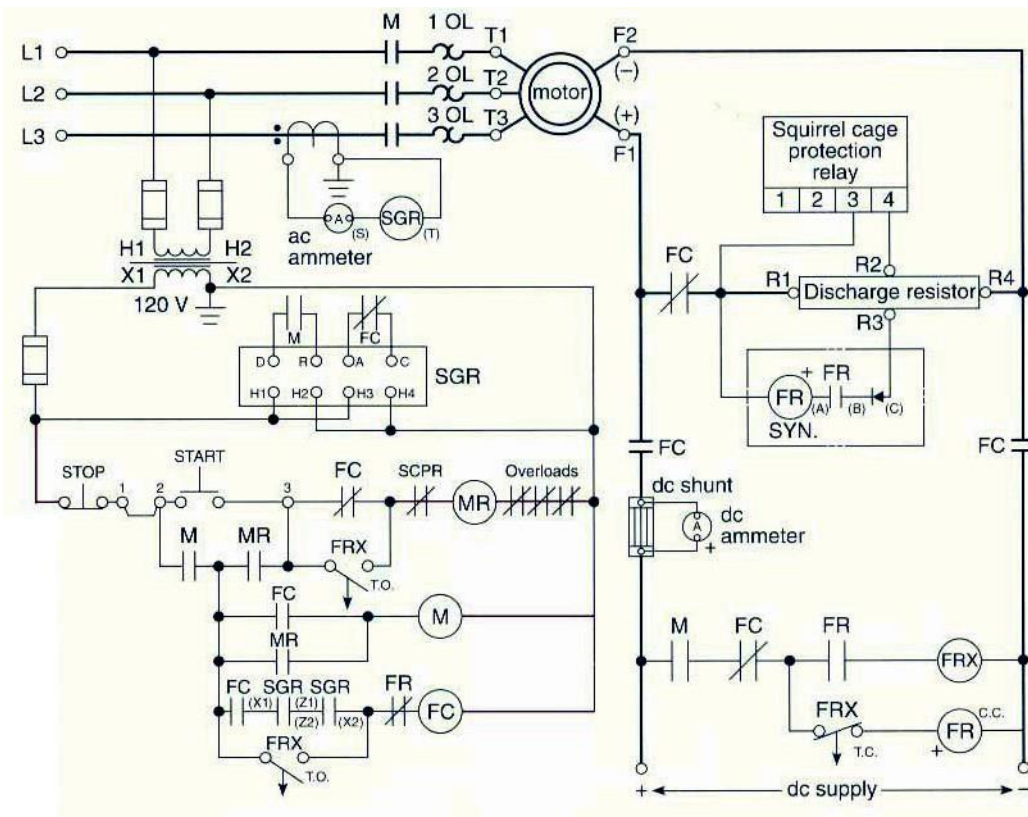 M 1 OL T1 F2
L1 (−)
L2 2 OL T2 motor
L3 3 OL T3 (+)
F1
Squirrel cage
protection
relay
1 2 3 4
A (S) SGR (T)
ac
ammeter
H1 H2
X1 X2
120 V
FC
R1 R2 Discharge resistor R4
R3
M FC
D R A C
H1 H2 H3 H4
SGR
+ FR
FR (A) (B) (C)
SYN.
FC FC
STOP START
1 2 3 FC SCPR MR Overloads
dc shunt
A dc
ammeter
+
M MR FRX
T.O.
FC M
MR
FC SGR SGR FR
(X1) (Z1) (Z2) (X2) FC
FRX
T.O.
M FC FR FRX
FRX C.C.
T.C. + FR
+ dc supply −